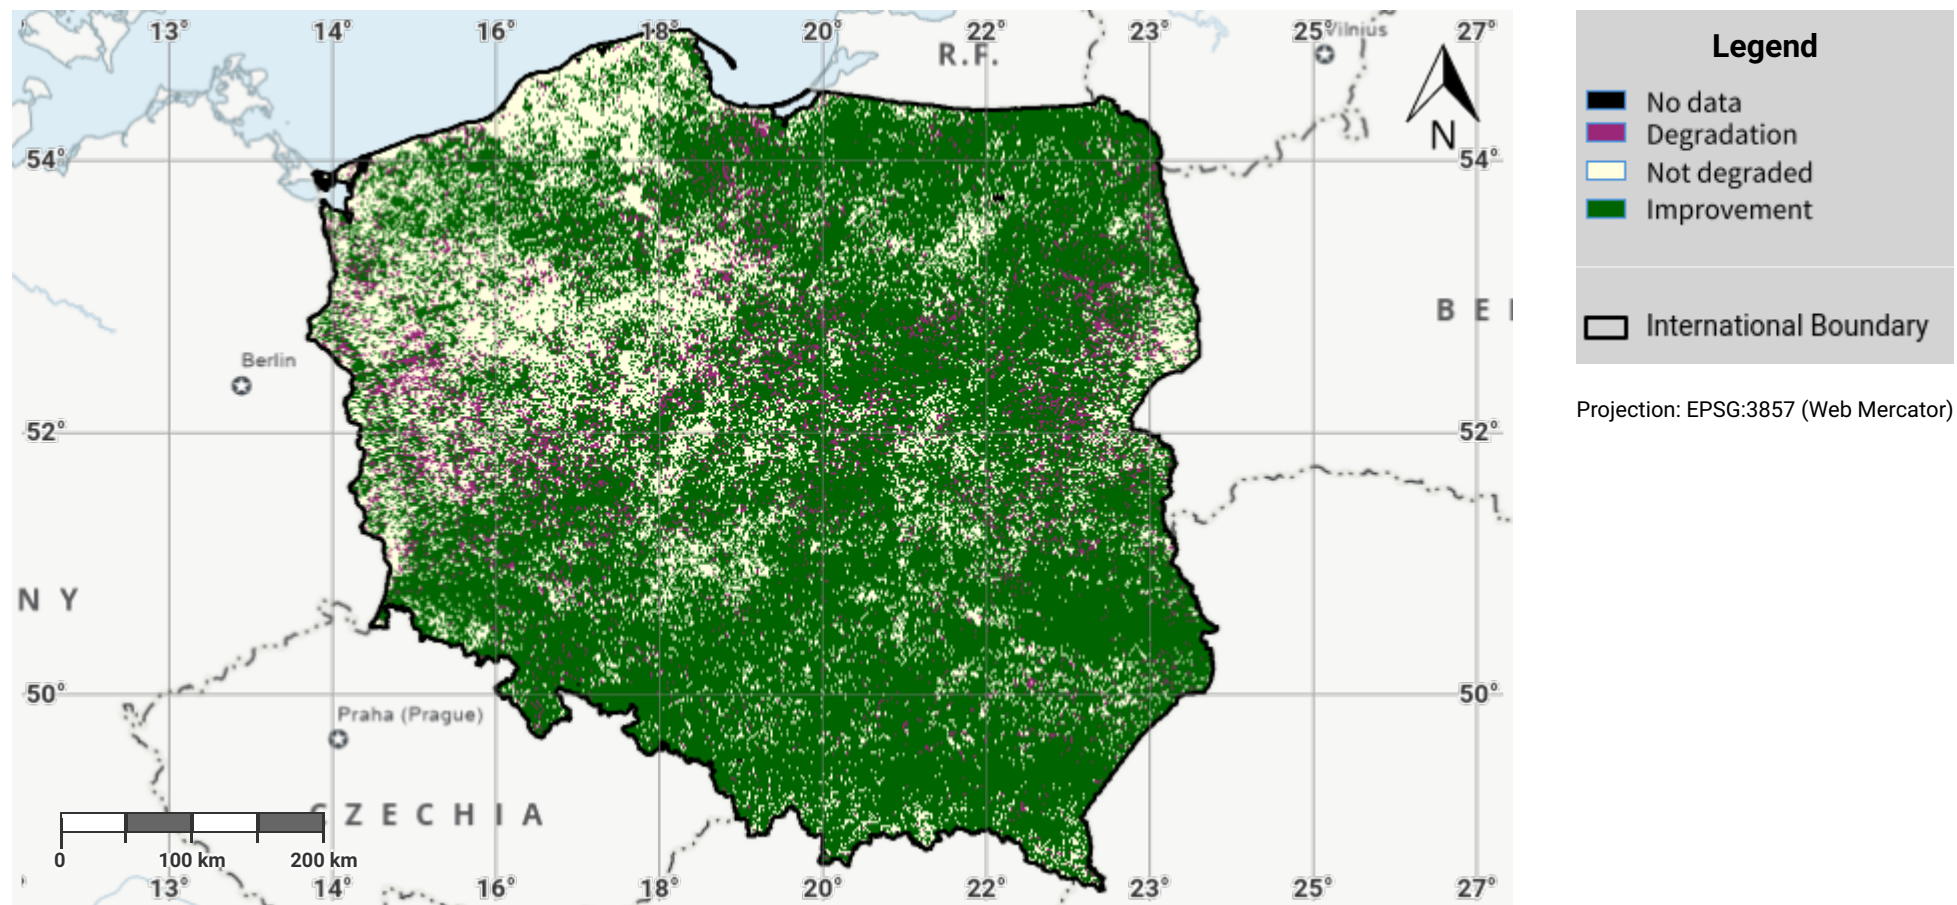 13° 14° 16° 18° 20° 22° 23° 25° 27°
Vilnius
R.F.
N
54° 54°
B E
Berlin
52° 52°
N Y
50° 50°
Praha (Prague)
C Z E C H I A
0 100 km 200 km
13° 14° 16° 18° 20° 22° 23° 25° 27°
Legend
No data
Degradation
Not degraded
Improvement
International Boundary
Projection: EPSG:3857 (Web Mercator)